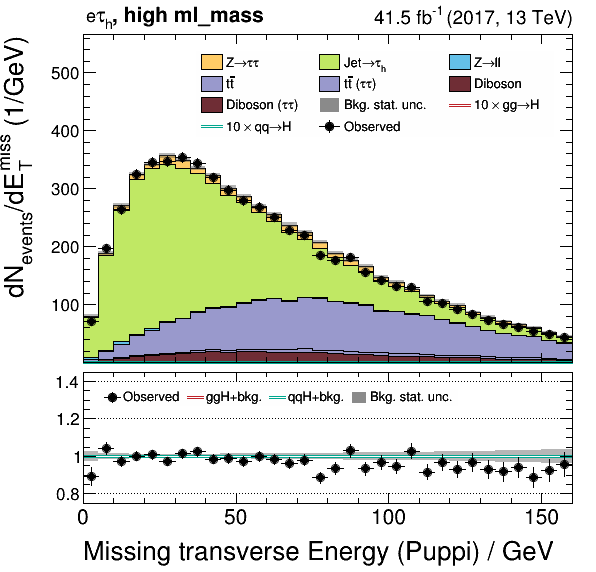 eτh, high ml_mass 41.5 fb⁻¹ (2017, 13 TeV)
dNevents/dETmiss (1/GeV)
500
400
300
200
100
Z→ττ Jet→τh Z→ll
tt̄ tt̄ (ττ) Diboson
Diboson (ττ) Bkg. stat. unc. 10 × gg→H
10 × qq→H Observed
1.4
1.2
1
0.8
Observed ggH+bkg. qqH+bkg. Bkg. stat. unc.
0 50 100 150
Missing transverse Energy (Puppi) / GeV